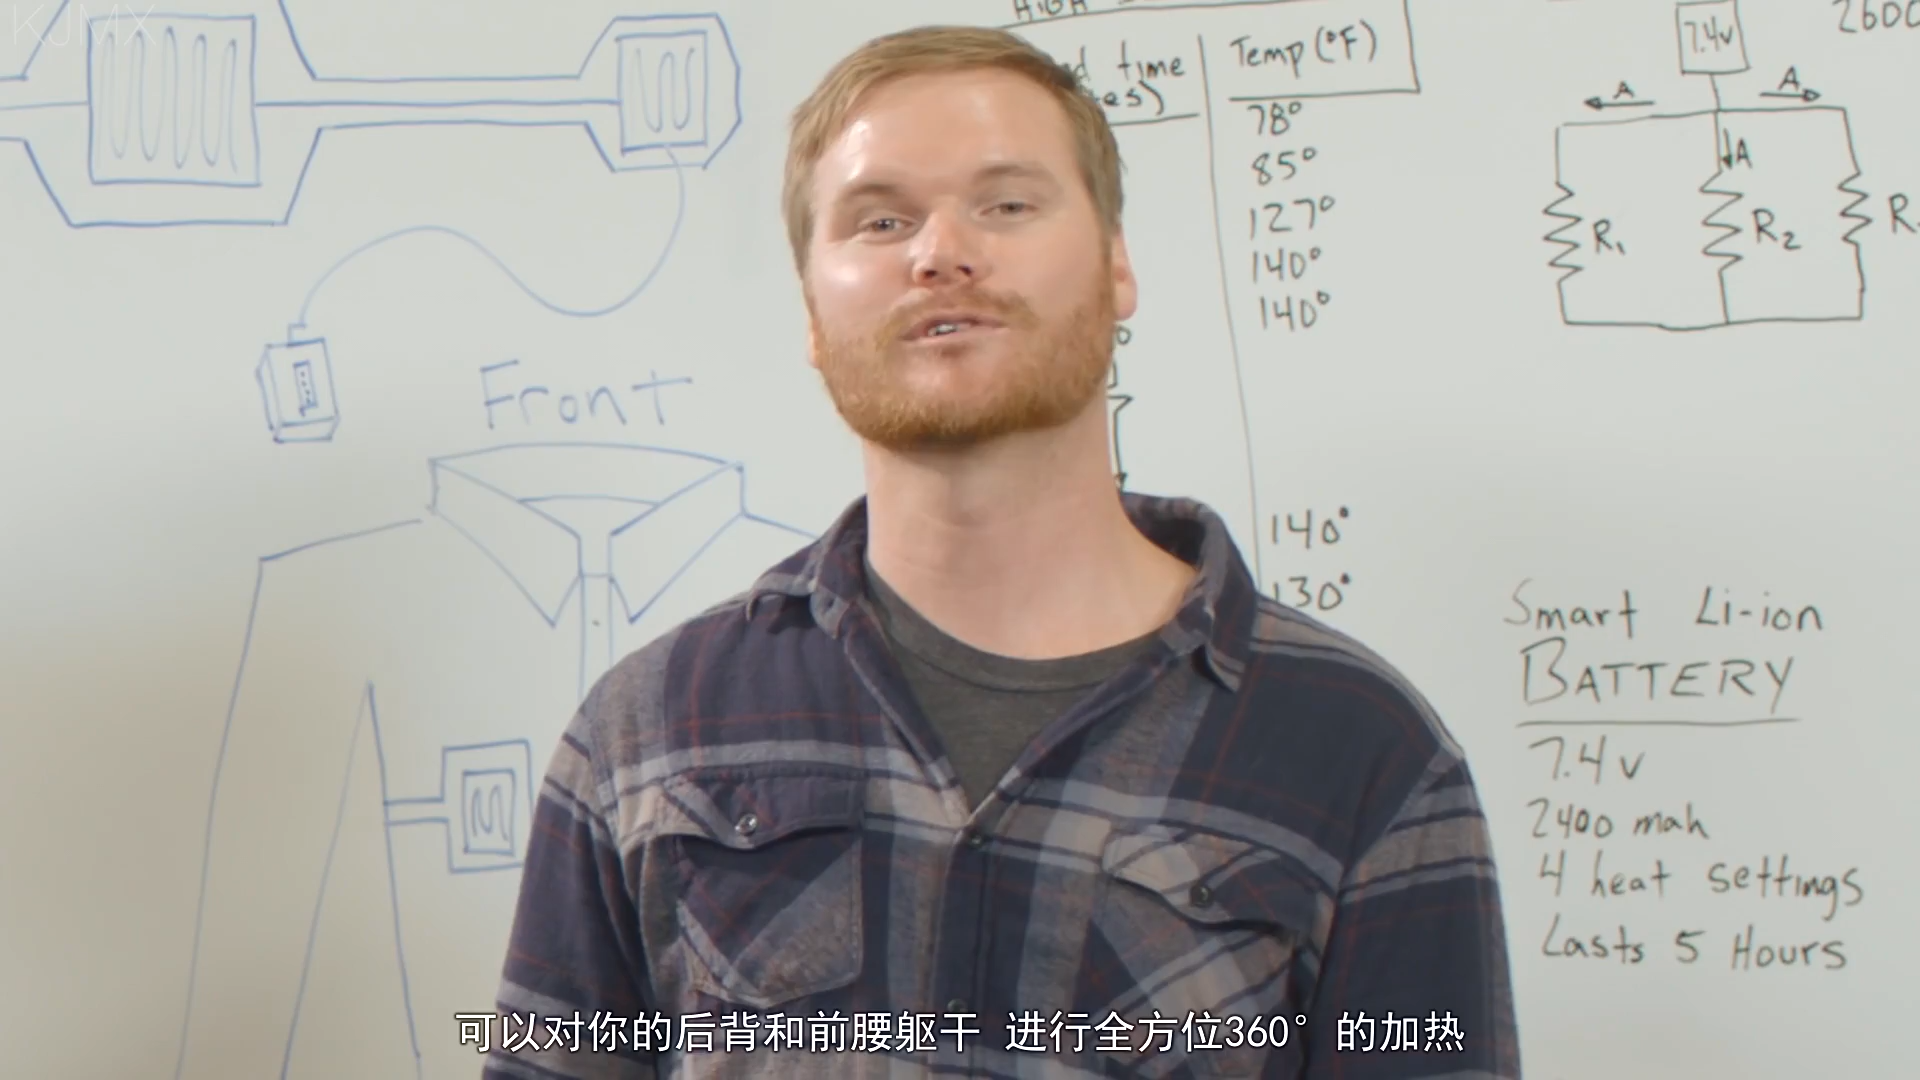 KJMX
HIGH
time
Temp (°F)
78°
85°
127°
140°
140°
140°
130°
7.4v
A
A
A
R1
R2
R
Front
Smart Li-ion
BATTERY
7.4v
2400 mah
4 heat settings
Lasts 5 Hours
可以对你的后背和前腰躯干 进行全方位360°的加热